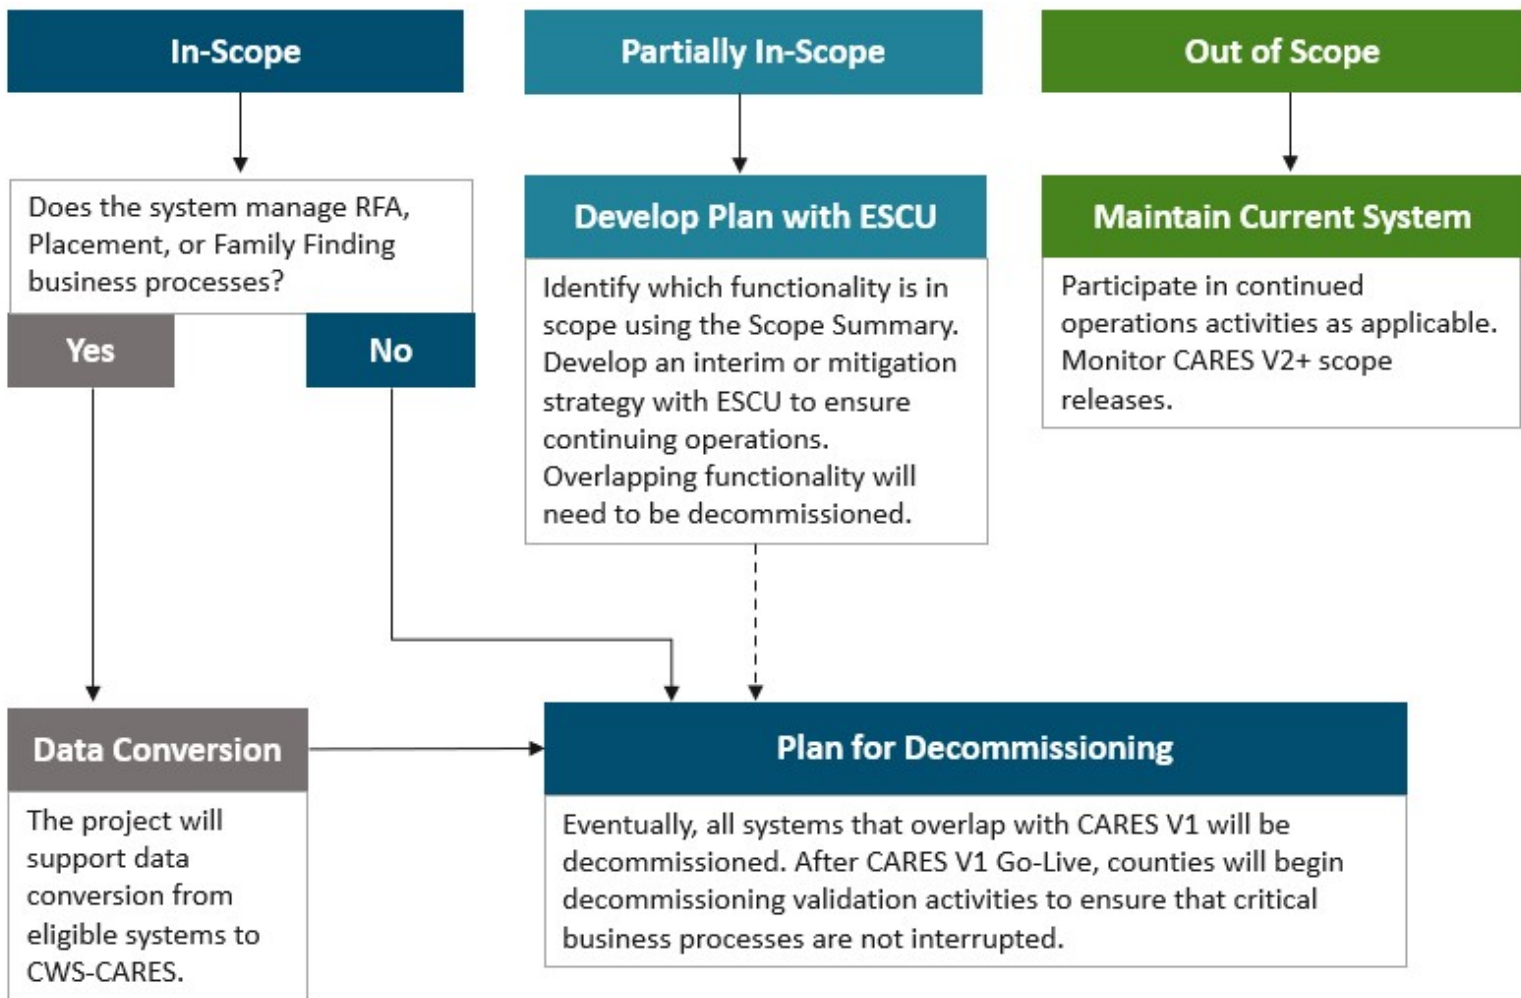 In-Scope
Partially In-Scope
Out of Scope
Does the system manage RFA,
Placement, or Family Finding
business processes?
Yes
No
Develop Plan with ESCU
Identify which functionality is in
scope using the Scope Summary.
Develop an interim or mitigation
strategy with ESCU to ensure
continuing operations.
Overlapping functionality will
need to be decommissioned.
Maintain Current System
Participate in continued
operations activities as applicable.
Monitor CARES V2+ scope
releases.
Data Conversion
The project will
support data
conversion from
eligible systems to
CWS-CARES.
Plan for Decommissioning
Eventually, all systems that overlap with CARES V1 will be
decommissioned. After CARES V1 Go-Live, counties will begin
decommissioning validation activities to ensure that critical
business processes are not interrupted.